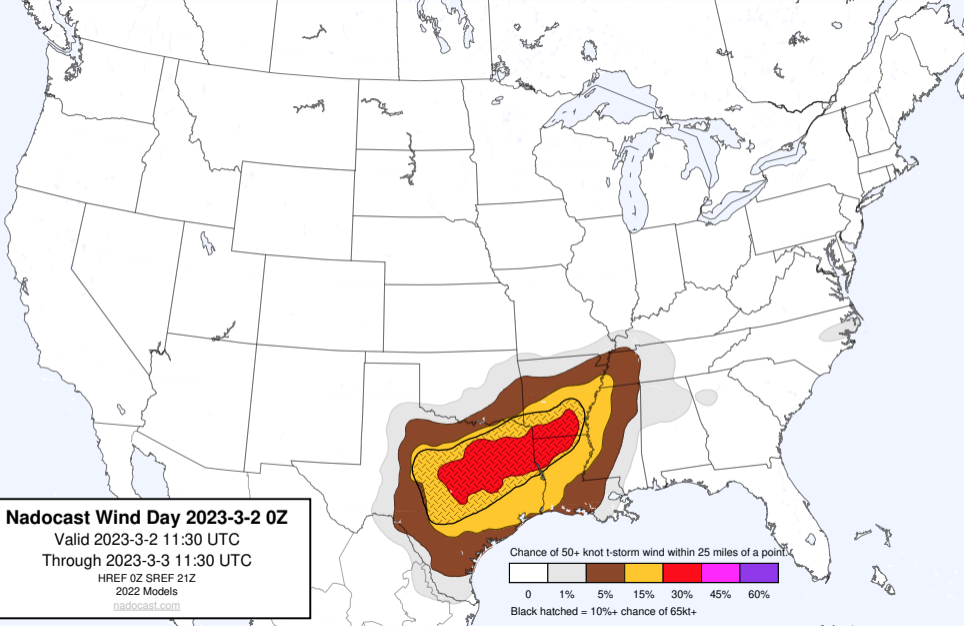 Nadocast Wind Day 2023-3-2 0Z
Valid 2023-3-2 11:30 UTC
Through 2023-3-3 11:30 UTC
HREF 0Z SREF 21Z
2022 Models
nadocast.com
Chance of 50+ knot t-storm wind within 25 miles of a point.
0 1% 5% 15% 30% 45% 60%
Black hatched = 10%+ chance of 65kt+